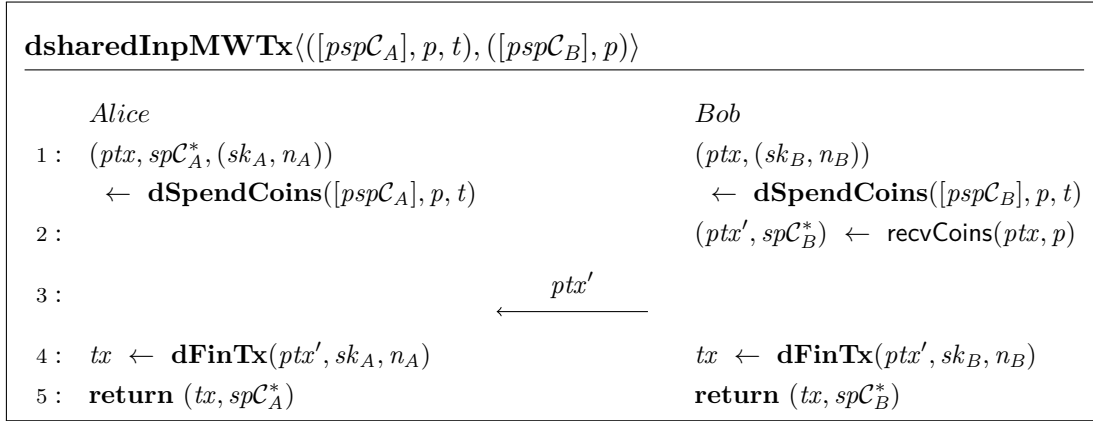 dsharedInpMWTx⟨([pspC_A], p, t), ([pspC_B], p)⟩
Alice Bob
1 : (ptx, spC*_A, (sk_A, n_A)) (ptx, (sk_B, n_B))
← dSpendCoins([pspC_A], p, t) ← dSpendCoins([pspC_B], p, t)
2 : (ptx′, spC*_B) ← recvCoins(ptx, p)
3 : ptx′ ←
4 : tx ← dFinTx(ptx′, sk_A, n_A) tx ← dFinTx(ptx′, sk_B, n_B)
5 : return (tx, spC*_A) return (tx, spC*_B)